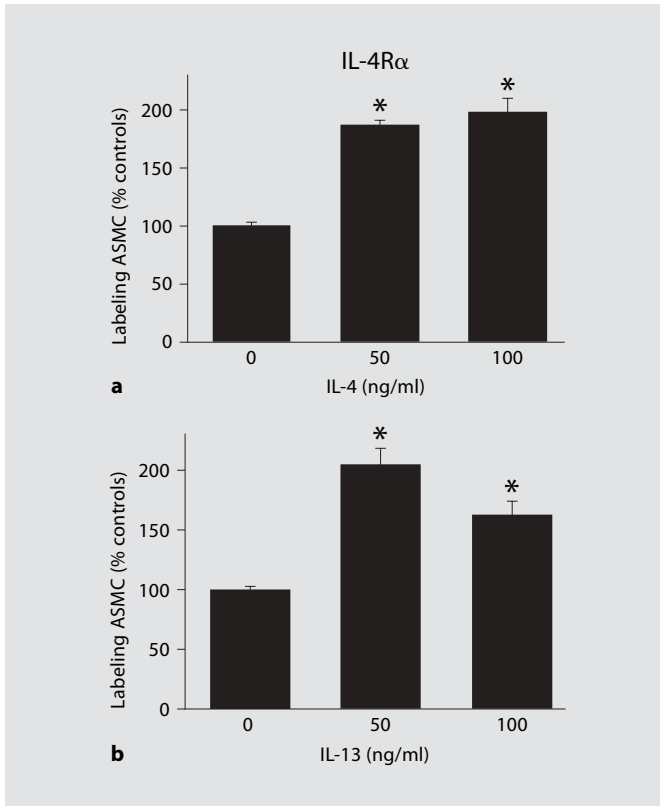 IL-4Rα
Labeling ASMC (% controls)
200
150
100
50
0
*
*
0 50 100
a
IL-4 (ng/ml)
Labeling ASMC (% controls)
200
150
100
50
0
*
*
0 50 100
b
IL-13 (ng/ml)